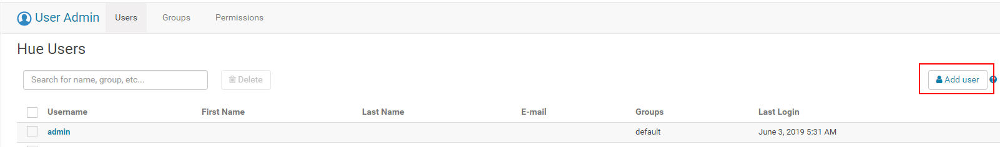 User Admin Users Groups Permissions
Hue Users
Search for name, group, etc... Delete Add user ?
Username First Name Last Name E-mail Groups Last Login
admin default June 3, 2019 5:31 AM